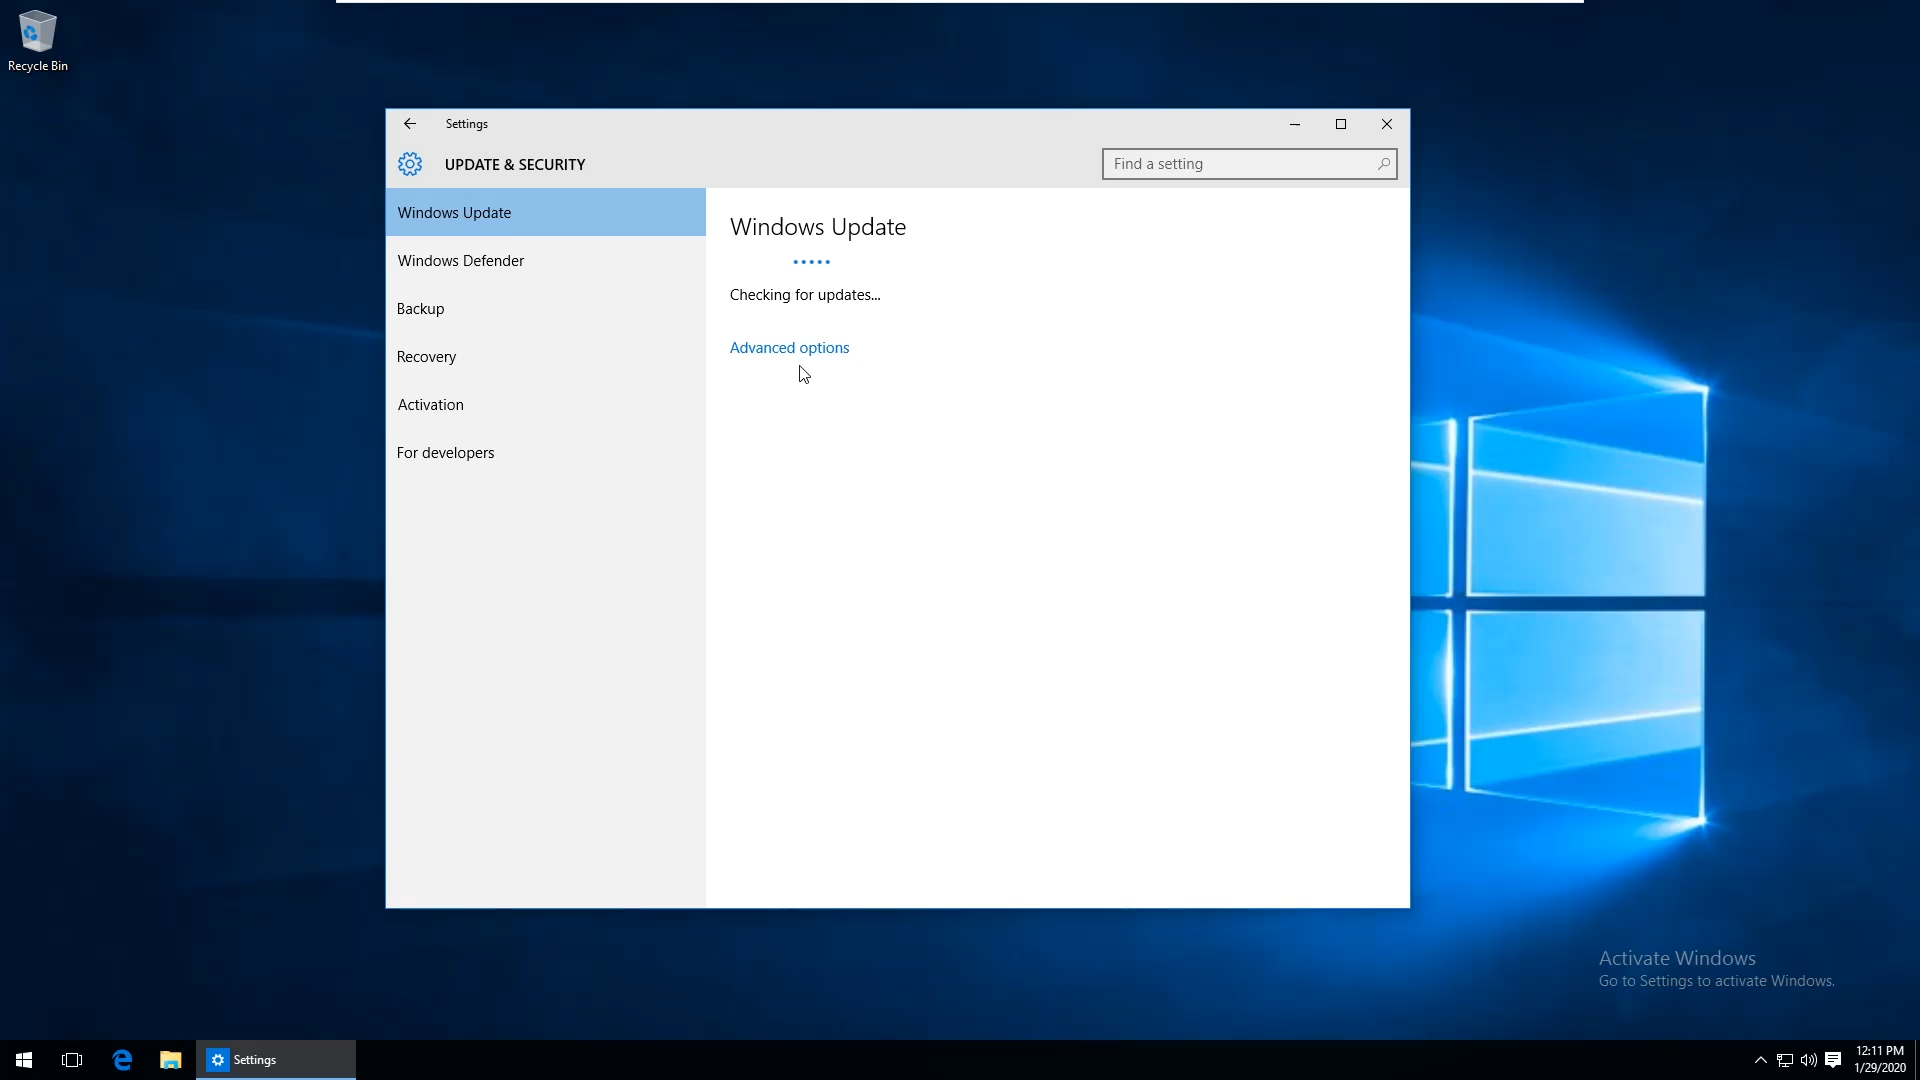 Recycle Bin
Settings
UPDATE & SECURITY
Find a setting
Windows Update
Windows Defender
Backup
Recovery
Activation
For developers
Windows Update
Checking for updates...
Advanced options
Activate Windows
Go to Settings to activate Windows.
Settings
12:11 PM
1/29/2020